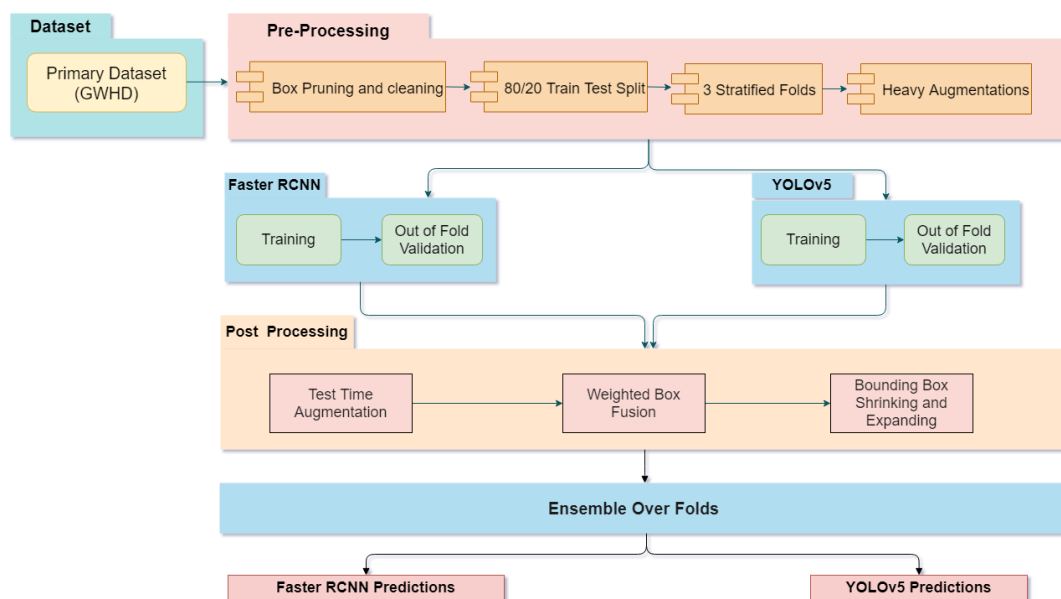 Dataset
Primary Dataset
(GWHD)
Pre-Processing
Box Pruning and cleaning
80/20 Train Test Split
3 Stratified Folds
Heavy Augmentations
Faster RCNN
Training
Out of Fold
Validation
YOLOv5
Training
Out of Fold
Validation
Post Processing
Test Time
Augmentation
Weighted Box
Fusion
Bounding Box
Shrinking and
Expanding
Ensemble Over Folds
Faster RCNN Predictions
YOLOv5 Predictions